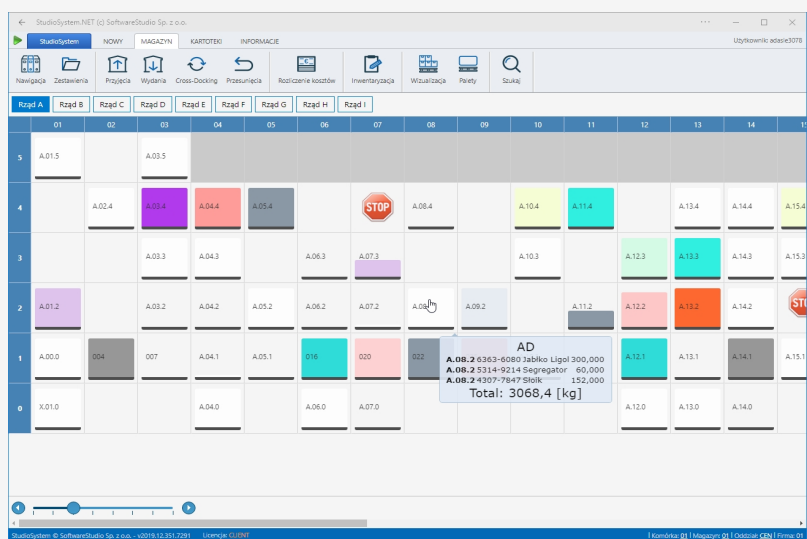 StudioSystem.NET (c) SoftwareStudio Sp. z o.o.
StudioSystem NOWY MAGAZYN KARTOTEKI INFORMACJE Użytkownik: adasie3078
Nawigacja Zestawienia Przyjęcia Wydania Cross-Docking Przesunięcia Rozliczenie kosztów Inwentaryzacja Wizualizacja Palety Szukaj
Rząd A Rząd B Rząd C Rząd D Rząd E Rząd F Rząd G Rząd H Rząd I
01 02 03 04 05 06 07 08 09 10 11 12 13 14 15
5 A.01.5 A.03.5
4 A.02.4 A.03.4 A.04.4 A.05.4 STOP A.08.4 A.10.4 A.11.4 A.13.4 A.14.4 A.15.4
3 A.03.3 A.04.3 A.06.3 A.07.3 A.10.3 A.12.3 A.13.3 A.14.3 A.15.3
2 A.01.2 A.03.2 A.04.2 A.05.2 A.06.2 A.07.2 A.08 A.09.2 A.11.2 A.12.2 A.13.2 A.14.2 STO
1 A.00.0 004 007 A.04.1 A.05.1 016 020 022 A.12.1 A.13.1 A.14.1 A.15.1
AD
A.08.2 6363-6080 Jabłko Ligol 300,000
A.08.2 5314-9214 Segregator 60,000
A.08.2 4307-7847 Słoik 152,000
Total: 3068,4 [kg]
0 X.01.0 A.04.0 A.06.0 A.07.0 A.12.0 A.13.0 A.14.0
StudioSystem © SoftwareStudio Sp. z o.o. - v2019.12.351.7291 Licencja: CLIENT | Komórka: 01 | Magazyn: 01 | Oddział: CEN | Firma: 01